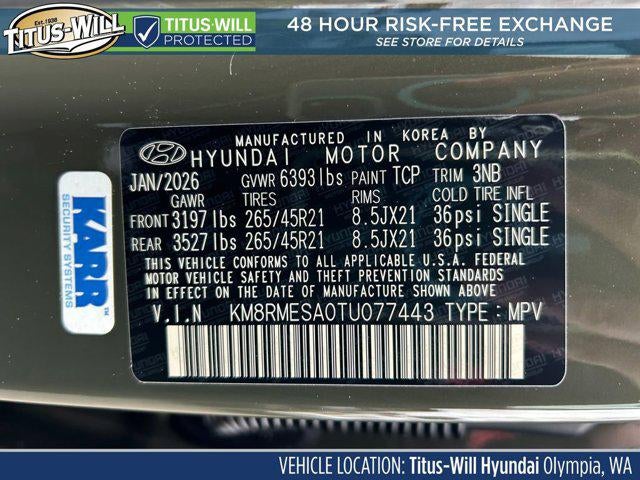 Est. 1938
TITUS-WILL
TITUS-WILL
PROTECTED
48 HOUR RISK-FREE EXCHANGE
SEE STORE FOR DETAILS
MANUFACTURED IN KOREA BY
HYUNDAI MOTOR COMPANY
JAN/2026 GVWR 6393lbs PAINT TCP TRIM 3NB
GAWR TIRES RIMS COLD TIRE INFL
FRONT 3197 lbs 265/45R21 8.5JX21 36psi SINGLE
REAR 3527 lbs 265/45R21 8.5JX21 36psi SINGLE
THIS VEHICLE CONFORMS TO ALL APPLICABLE U.S.A. FEDERAL
MOTOR VEHICLE SAFETY AND THEFT PREVENTION STANDARDS
IN EFFECT ON THE DATE OF MANUFACTURE SHOWN ABOVE
V.I.N KM8RMESA0TU077443 TYPE : MPV
KARR
SECURITY SYSTEMS
VEHICLE LOCATION: Titus-Will Hyundai Olympia, WA